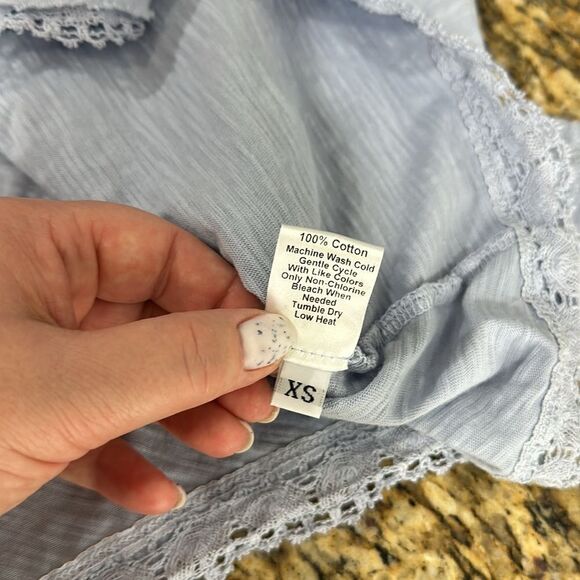 100% Cotton
Machine Wash Cold
Gentle Cycle
With Like Colors
Only Non-Chlorine
Bleach When
Needed
Tumble Dry
Low Heat
XS